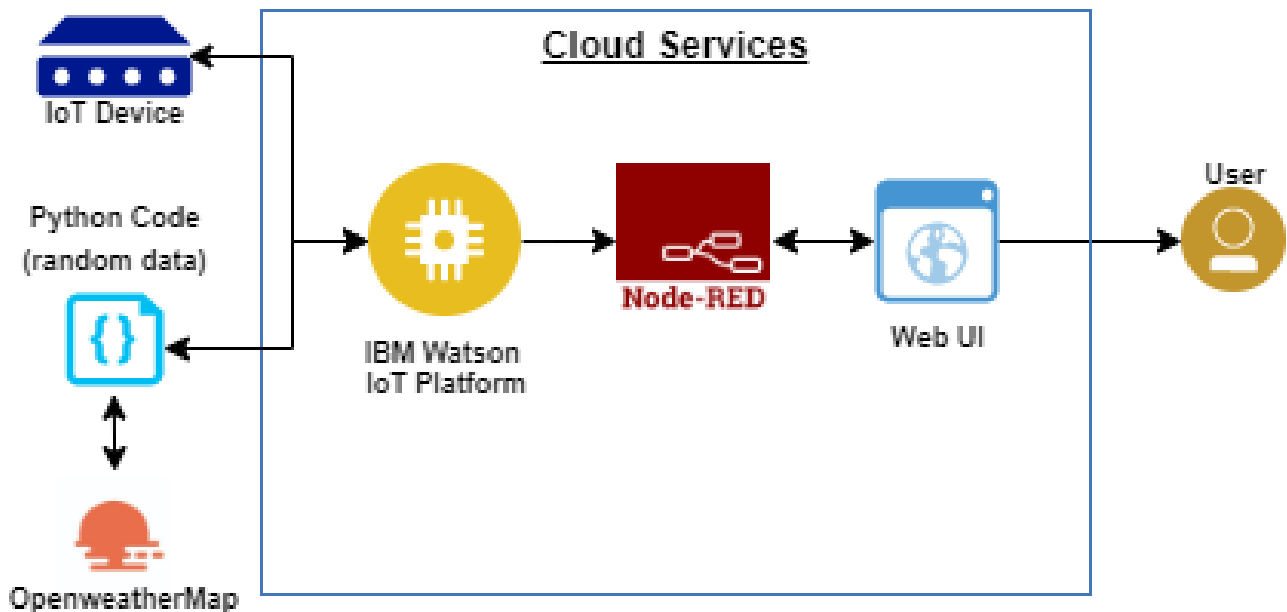 Cloud Services
IoT Device
Python Code
(random data)
OpenweatherMap
IBM Watson
IoT Platform
Node-RED
Web UI
User